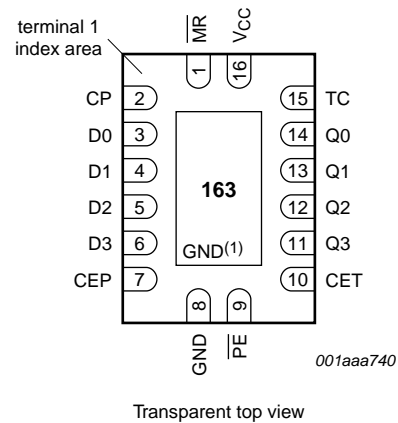 terminal 1
index area
MR
VCC
1
16
CP 2
15 TC
D0 3
14 Q0
D1 4
13 Q1
163
D2 5
12 Q2
D3 6
11 Q3
GND(1)
CEP 7
10 CET
8
9
GND
PE
001aaa740
Transparent top view